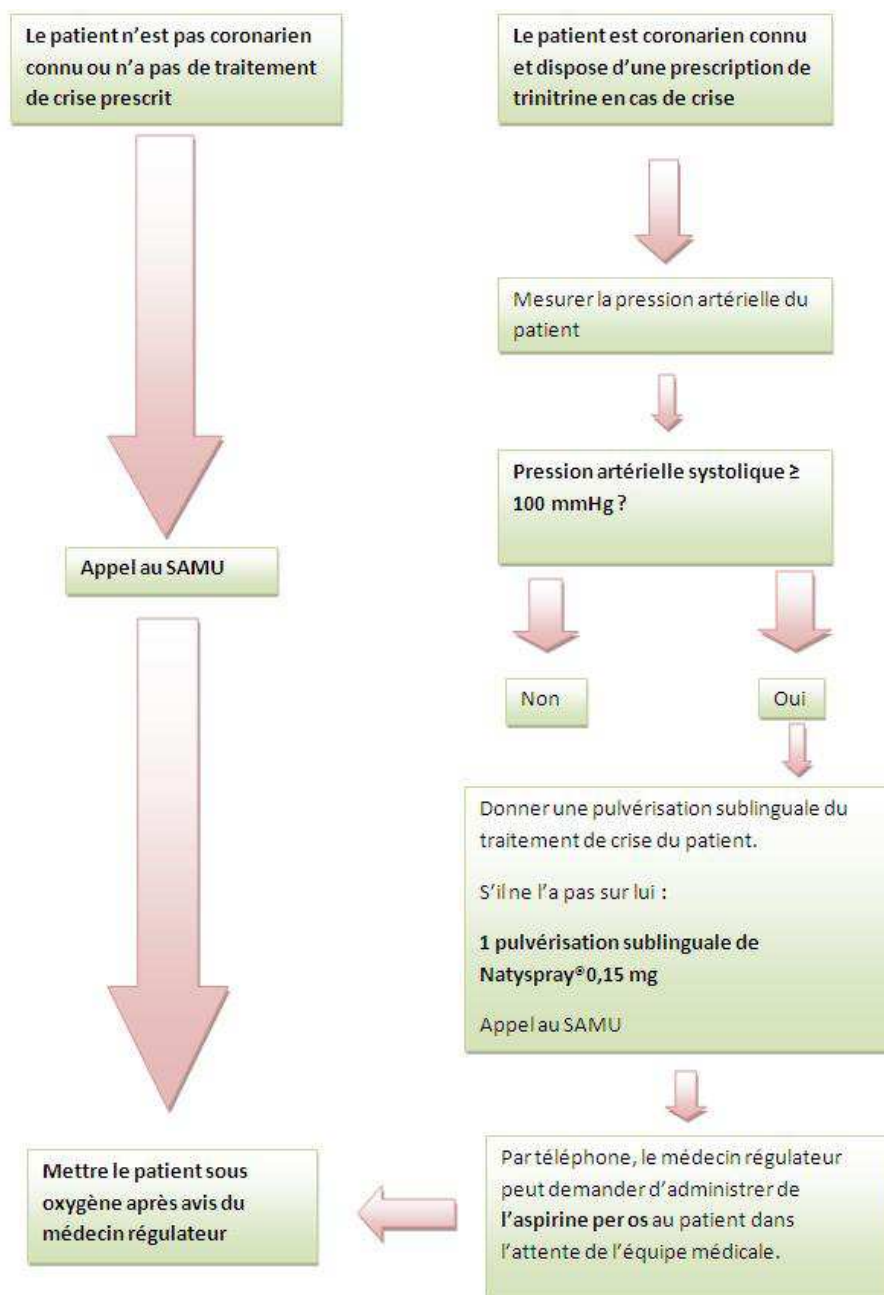 Le patient n'est pas coronarien
connu ou n'a pas de traitement
de crise prescrit
Le patient est coronarien connu
et dispose d'une prescription de
trinitrine en cas de crise
Mesurer la pression artérielle du
patient
Pression artérielle systolique ≥
100 mmHg ?
Appel au SAMU
Non
Oui
Donner une pulvérisation sublinguale du
traitement de crise du patient.
S'il ne l'a pas sur lui :
1 pulvérisation sublinguale de
Natyspray® 0,15 mg
Appel au SAMU
Par téléphone, le médecin régulateur
peut demander d'administrer de
l'aspirine per os au patient dans
l'attente de l'équipe médicale.
Mettre le patient sous
oxygène après avis du
médecin régulateur